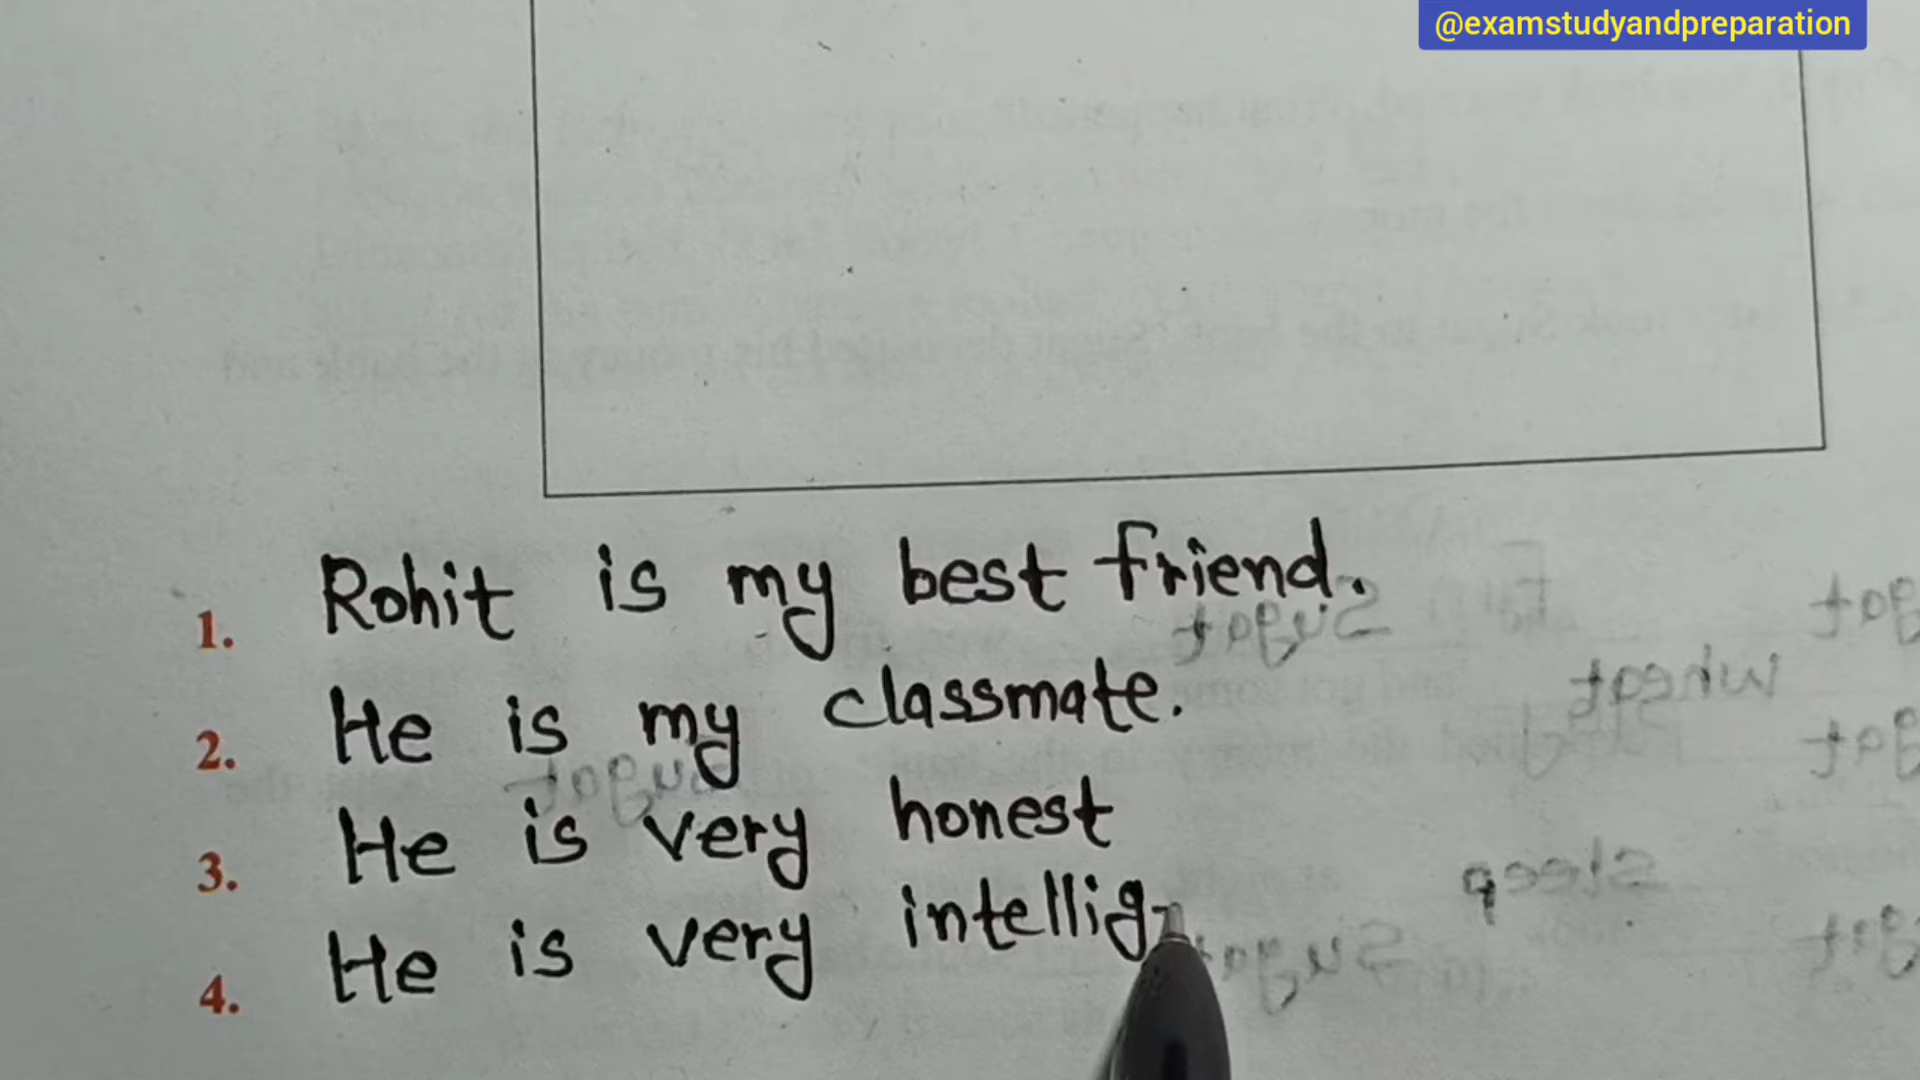 @examstudyandpreparation
1. Rohit is my best friend.
2. He is my classmate.
3. He is very honest
4. He is very intellig